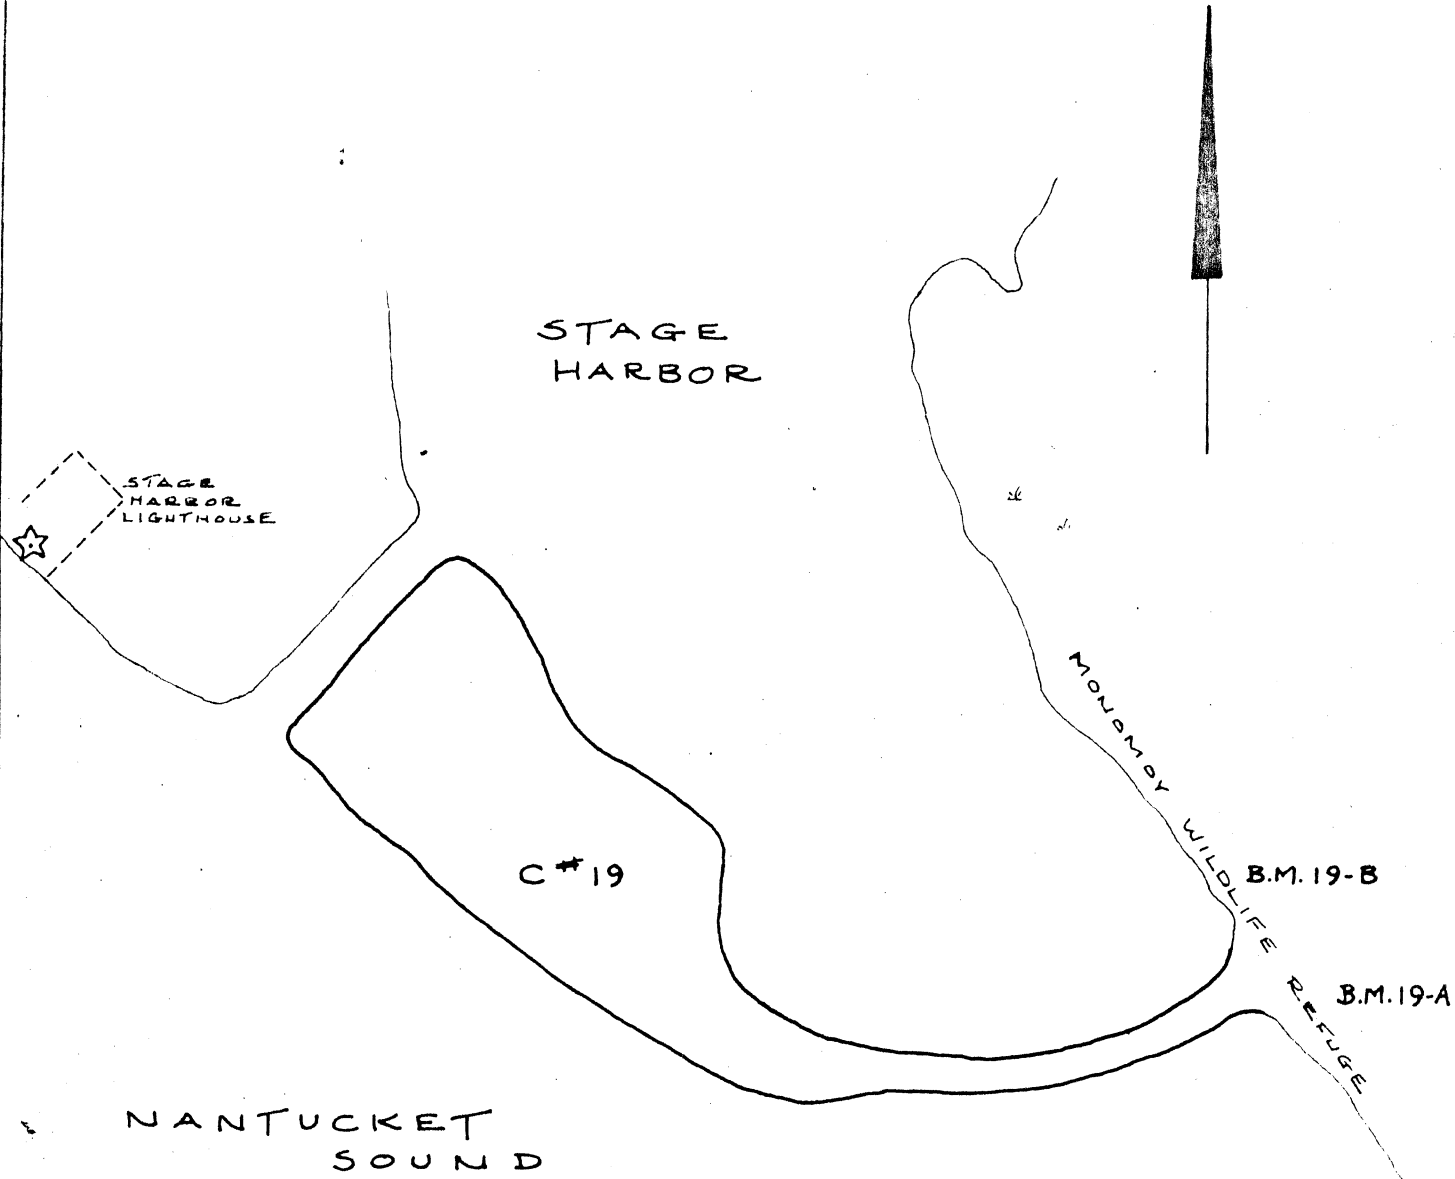 STAGE
HARBOR
STAGE
HARBOR
LIGHTHOUSE
MONOMOY WILDLIFE REFUGE
C #19
B.M. 19-B
B.M. 19-A
NANTUCKET
SOUND